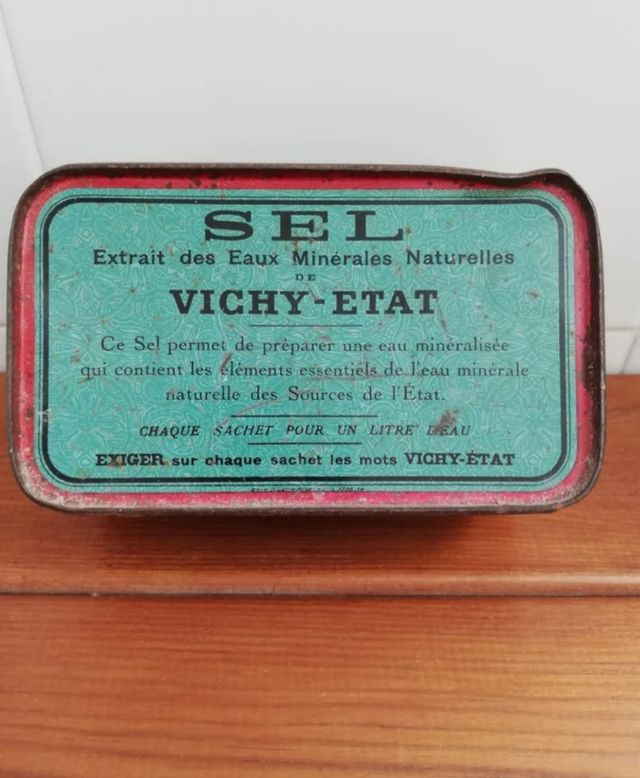 SEL
Extrait des Eaux Minérales Naturelles
DE
VICHY-ETAT
Ce Sel permet de préparer une eau minéralisée
qui contient les éléments essentiels de l'eau minérale
naturelle des Sources de l'État.
CHAQUE SACHET POUR UN LITRE D'EAU
EXIGER sur chaque sachet les mots VICHY-ÉTAT